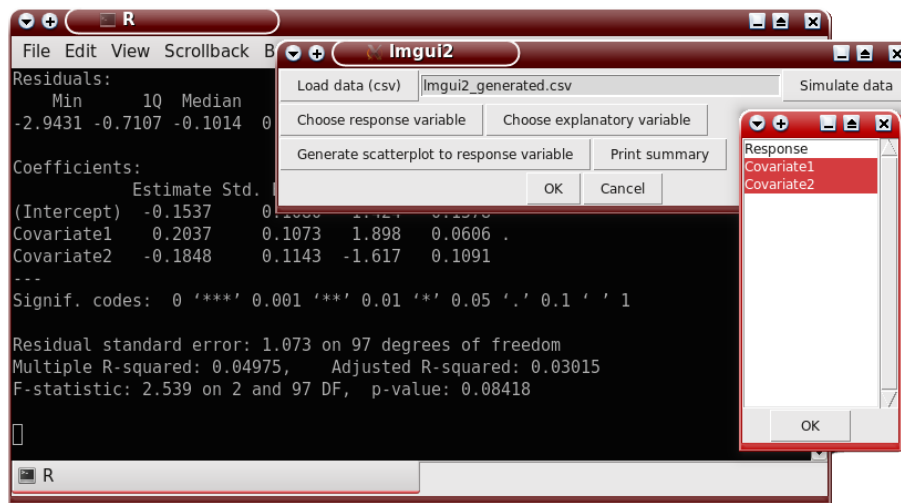 R
File Edit View Scrollback B
Residuals:
Min 1Q Median
-2.9431 -0.7107 -0.1014 0
Coefficients:
Estimate Std.
(Intercept) -0.1537
Covariate1 0.2037 0.1073 1.898 0.0606 .
Covariate2 -0.1848 0.1143 -1.617 0.1091
---
Signif. codes: 0 ‘***’ 0.001 ‘**’ 0.01 ‘*’ 0.05 ‘.’ 0.1 ‘ ’ 1
Residual standard error: 1.073 on 97 degrees of freedom
Multiple R-squared: 0.04975, Adjusted R-squared: 0.03015
F-statistic: 2.539 on 2 and 97 DF, p-value: 0.08418
R
lmgui2
Load data (csv) lmgui2_generated.csv Simulate data
Choose response variable Choose explanatory variable
Generate scatterplot to response variable Print summary
OK Cancel
Response
Covariate1
Covariate2
OK